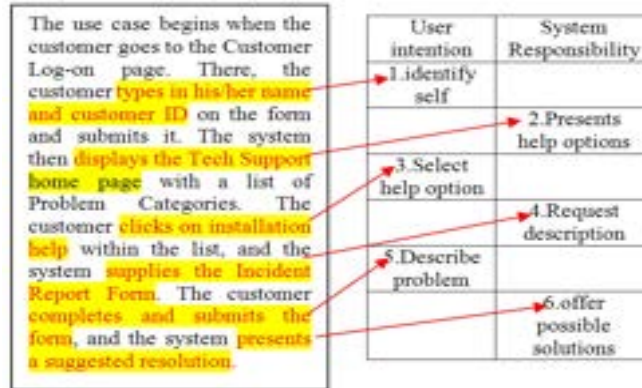 The use case begins when the
customer goes to the Customer
Log-on page. There, the
customer types in his/her name
and customer ID on the form
and submits it. The system
then displays the Tech Support
home page with a list of
Problem Categories. The
customer clicks on installation
help within the list, and the
system supplies the Incident
Report Form. The customer
completes and submits the
form, and the system presents
a suggested resolution.
User intention
System Responsibility
1.identify
self
2.Presents
help options
3.Select
help option
4.Request
description
5.Describe
problem
6.offer
possible
solutions